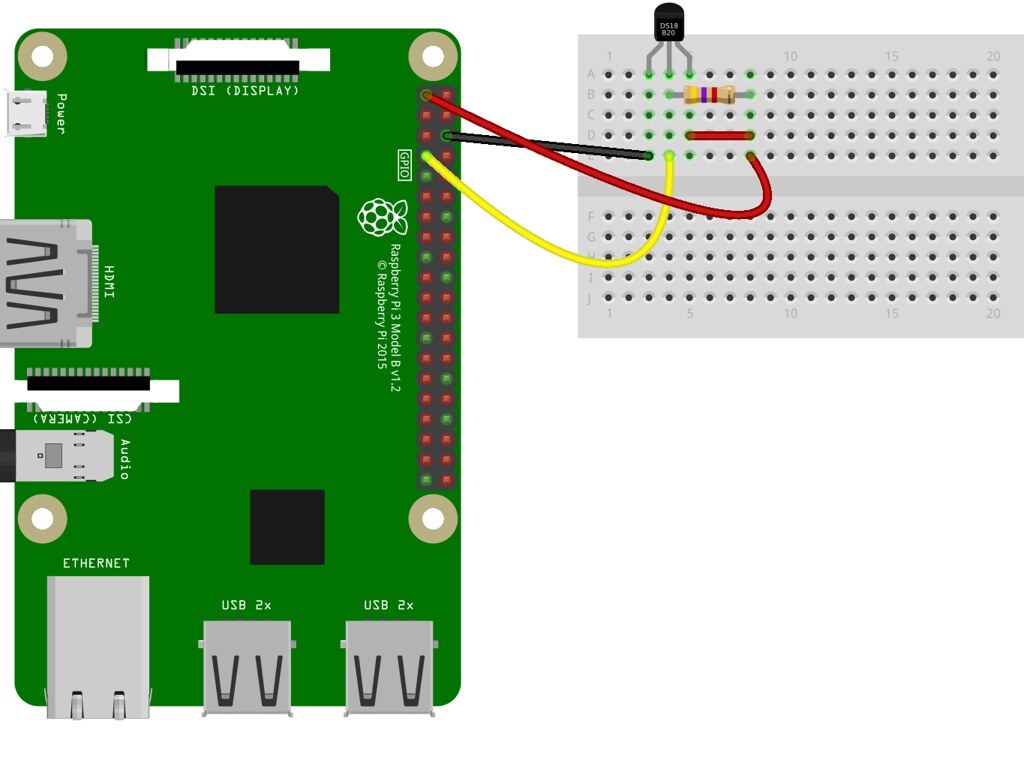 DSI (DISPLAY)
Power
HDMI
CSI (CAMERA)
Audio
ETHERNET
USB 2x
USB 2x
GPIO
Raspberry Pi 3 Model B v1.2
© Raspberry Pi 2015
DS18
B20
1 5 10 15 20
A
B
C
D
E
F
G
H
I
J
1 5 10 15 20